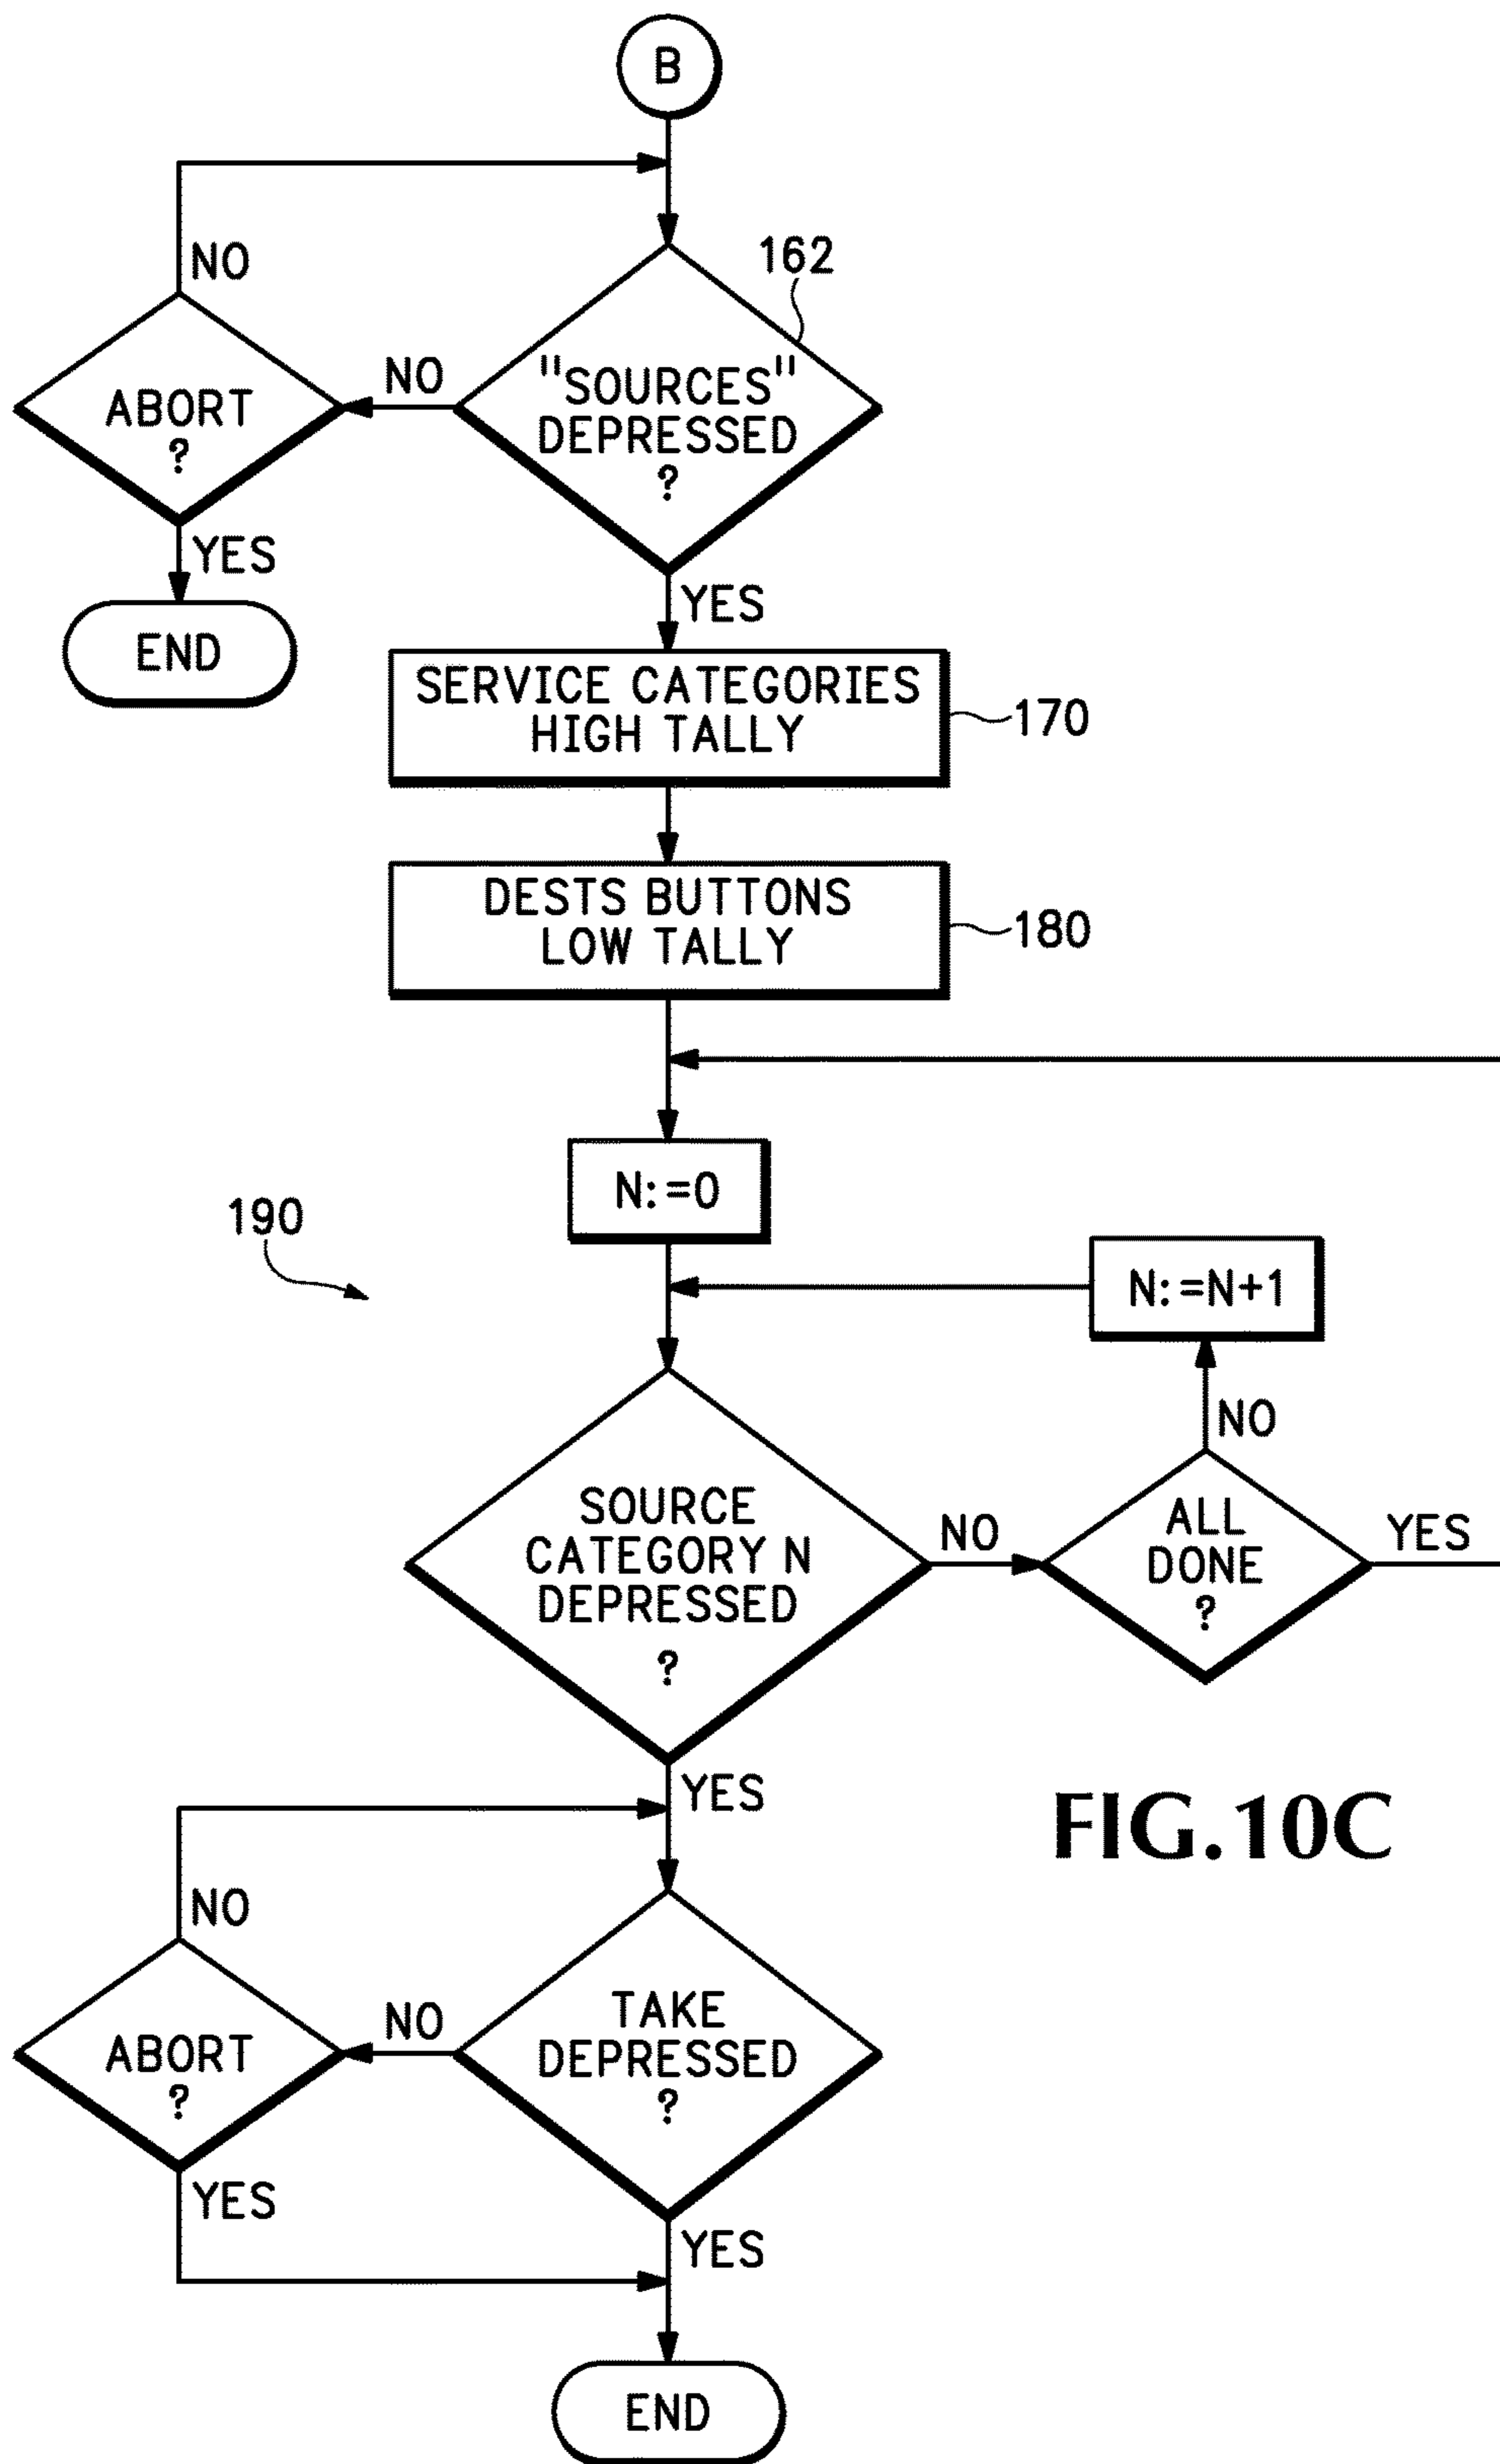 B
NO
162
"SOURCES"
DEPRESSED
?
NO
ABORT
?
YES
END
YES
SERVICE CATEGORIES
HIGH TALLY
170
DESTS BUTTONS
LOW TALLY
180
N:=0
190
N:=N+1
NO
SOURCE
CATEGORY N
DEPRESSED
?
NO
ALL
DONE
?
YES
YES
FIG.10C
NO
TAKE
DEPRESSED
?
NO
ABORT
?
YES
YES
END